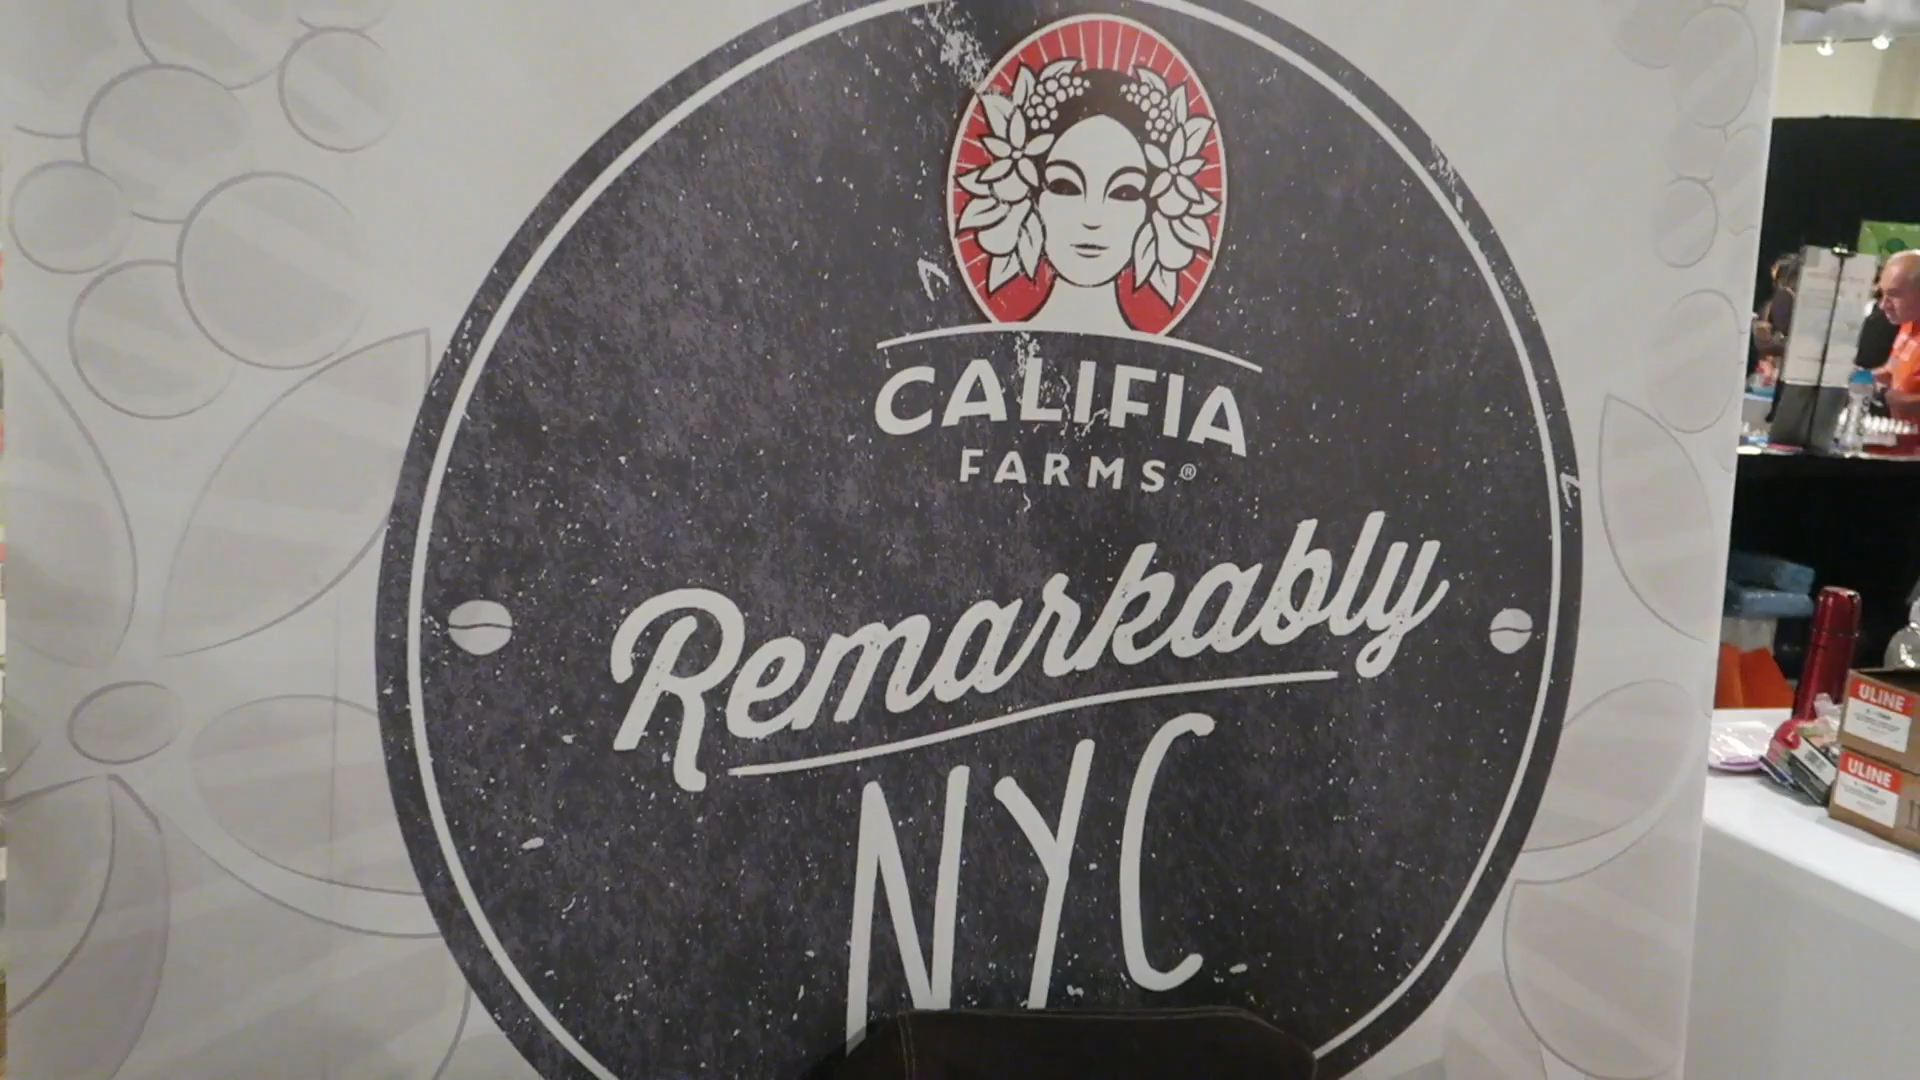 CALIFIA
FARMS®
Remarkably
NYC
ULINE
ULINE